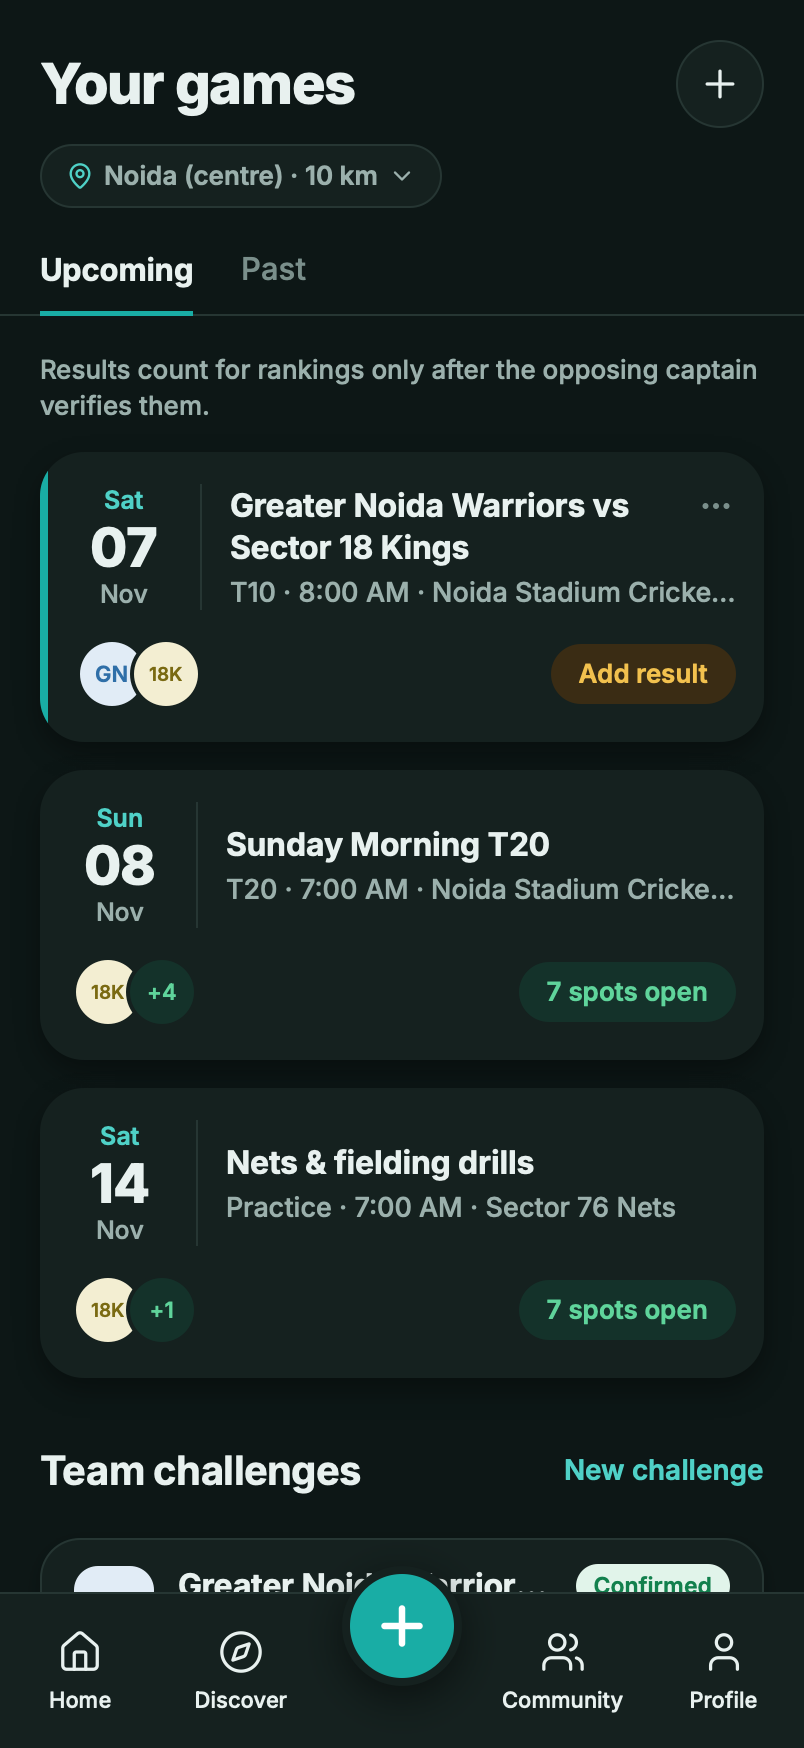 Your games
Noida (centre) · 10 km
Upcoming
Past
Results count for rankings only after the opposing captain
verifies them.
Sat
07
Nov
Greater Noida Warriors vs
Sector 18 Kings
T10 · 8:00 AM · Noida Stadium Cricke...
GN
18K
Add result
Sun
08
Nov
Sunday Morning T20
T20 · 7:00 AM · Noida Stadium Cricke...
18K
+4
7 spots open
Sat
14
Nov
Nets & fielding drills
Practice · 7:00 AM · Sector 76 Nets
18K
+1
7 spots open
Team challenges
New challenge
Greater
Confirmed
Home
Discover
Community
Profile